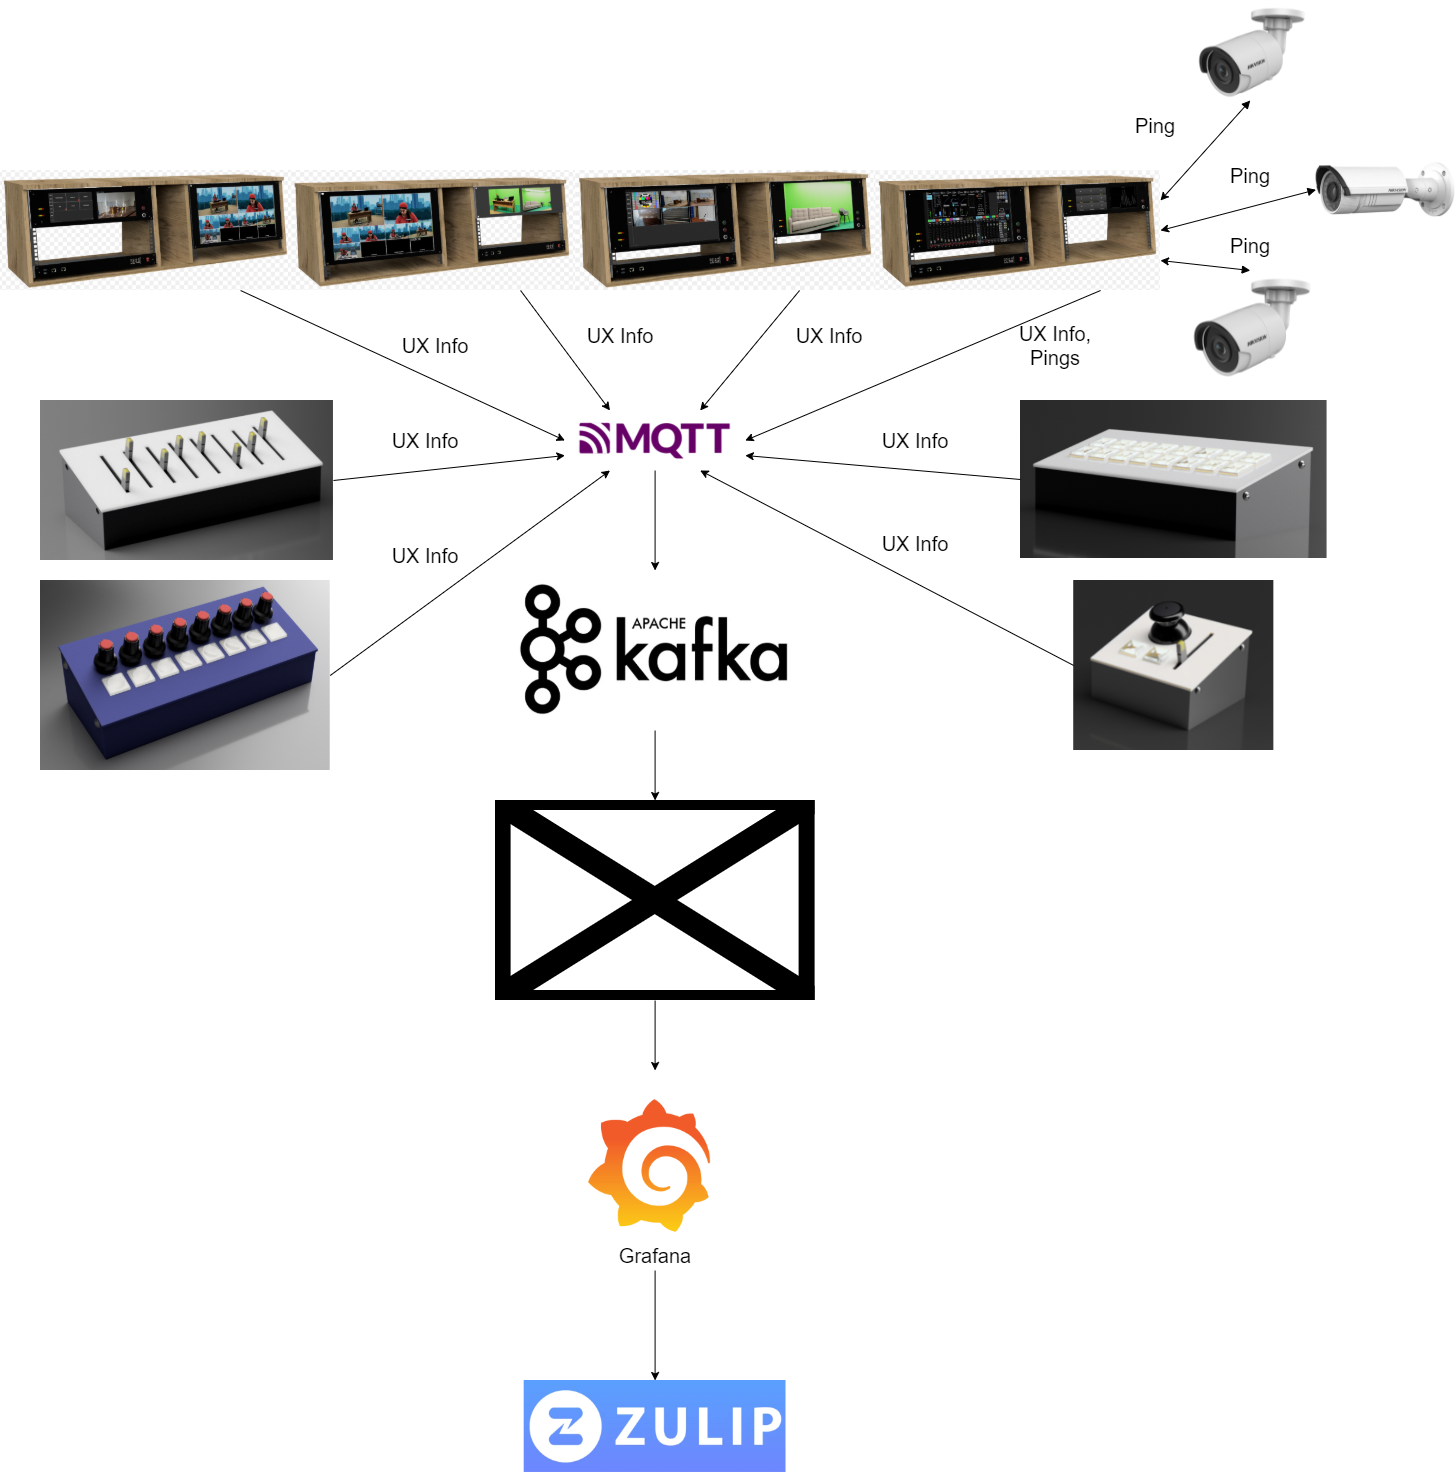 Ping
Ping
HIKVISION
Ping
UX Info
UX Info
UX Info
UX Info,
Pings
MQTT
UX Info
UX Info
UX Info
UX Info
APACHE
kafka
Grafana
ZULIP